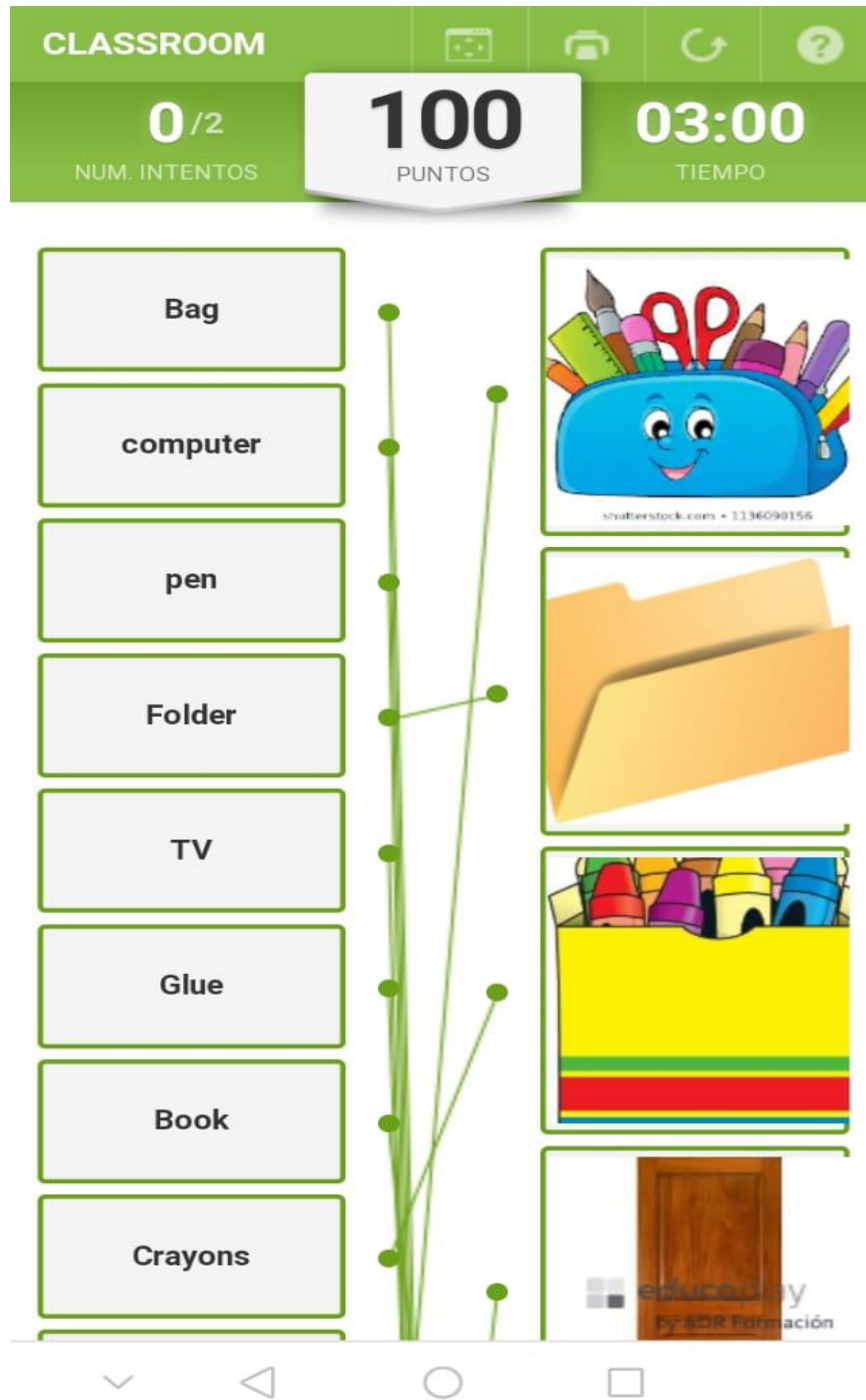 CLASSROOM
0/2
NUM. INTENTOS
100
PUNTOS
03:00
TIEMPO
Bag
computer
pen
Folder
TV
Glue
Book
Crayons
shutterstock.com • 1136090156
educaplay
by ADR Formación